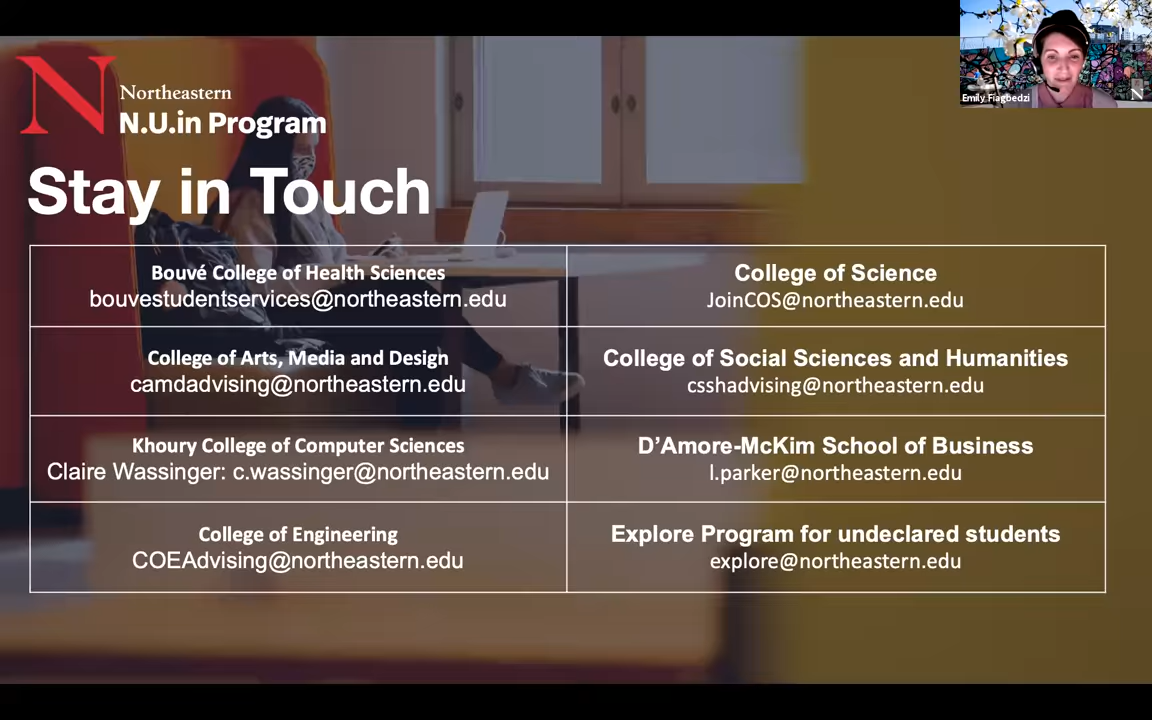 Northeastern
N.U.in Program
Stay in Touch
Bouvé College of Health Sciences
bouvestudentservices@northeastern.edu
College of Science
JoinCOS@northeastern.edu
College of Arts, Media and Design
camdadvising@northeastern.edu
College of Social Sciences and Humanities
csshadvising@northeastern.edu
Khoury College of Computer Sciences
Claire Wassinger: c.wassinger@northeastern.edu
D’Amore-McKim School of Business
l.parker@northeastern.edu
College of Engineering
COEAdvising@northeastern.edu
Explore Program for undeclared students
explore@northeastern.edu
Emily Fiagbedzi
N
N